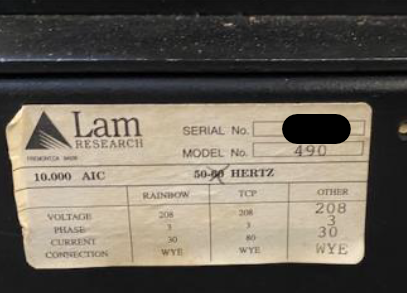 Lam
RESEARCH
SERIAL No.
MODEL No. 490
10.000 AIC 50-60 HERTZ
RAINBOW TCP OTHER
VOLTAGE 208 208 208
PHASE 3 3 3
CURRENT 30 80 30
CONNECTION WYE WYE WYE